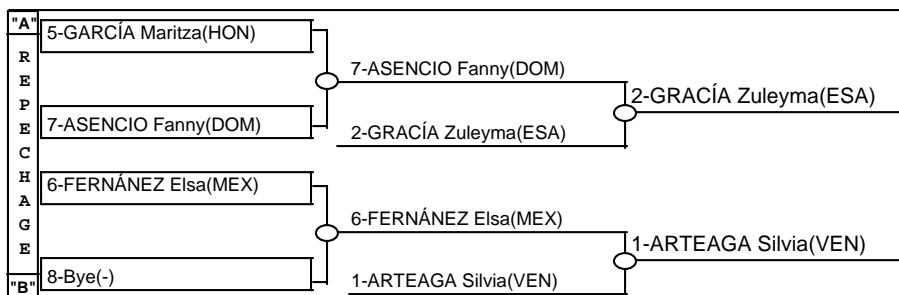 "A"
REPECHAGE
"B"
5-GARCÍA Maritza(HON)
7-ASENCIO Fanny(DOM)
7-ASENCIO Fanny(DOM)
2-GRACÍA Zuleyma(ESA)
2-GRACÍA Zuleyma(ESA)
6-FERNÁNEZ Elsa(MEX)
8-Bye(-)
6-FERNÁNEZ Elsa(MEX)
1-ARTEAGA Silvia(VEN)
1-ARTEAGA Silvia(VEN)